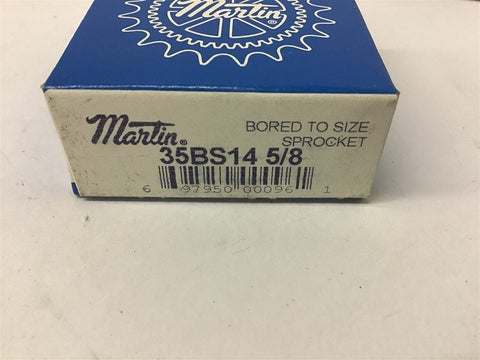 Martin®
Martin®
BORED TO SIZE
SPROCKET
35BS14 5/8
6 97950 00096 1